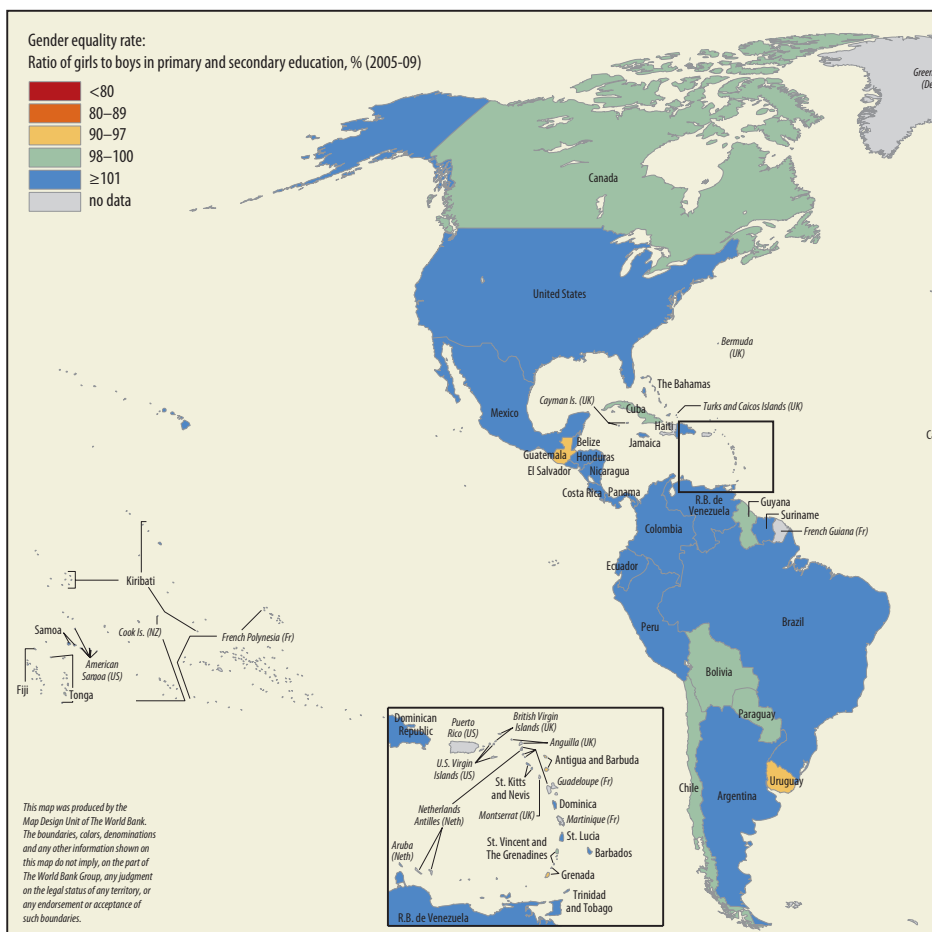 Gender equality rate:
Ratio of girls to boys in primary and secondary education, % (2005-09)
<80
80–89
90–97
98–100
≥101
no data
Canada
United States
Bermuda
(UK)
The Bahamas
Cayman Is. (UK)
Turks and Caicos Islands (UK)
Cuba
Mexico
Haiti
Jamaica
Belize
Guatemala
Honduras
El Salvador
Nicaragua
Costa Rica
Panama
R.B. de
Venezuela
Guyana
Suriname
French Guiana (Fr)
Colombia
Ecuador
Kiribati
Peru
Brazil
Samoa
Cook Is. (NZ)
French Polynesia (Fr)
American
Samoa (US)
Fiji
Tonga
Bolivia
Paraguay
Chile
Argentina
Uruguay
Dominican
Republic
Puerto
Rico (US)
British Virgin
Islands (UK)
U.S. Virgin
Islands (US)
Anguilla (UK)
Antigua and Barbuda
St. Kitts
and Nevis
Guadeloupe (Fr)
Netherlands
Antilles (Neth)
Montserrat (UK)
Dominica
Martinique (Fr)
St. Lucia
Aruba
(Neth)
St. Vincent and
The Grenadines
Barbados
Grenada
Trinidad
and Tobago
R.B. de Venezuela
This map was produced by the
Map Design Unit of The World Bank.
The boundaries, colors, denominations
and any other information shown on
this map do not imply, on the part of
The World Bank Group, any judgment
on the legal status of any territory, or
any endorsement or acceptance of
such boundaries.